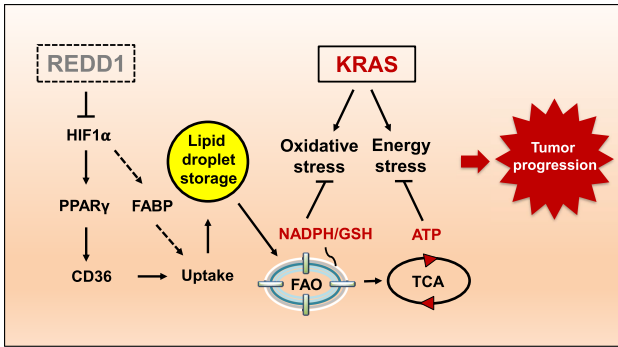 REDD1
KRAS
HIF1α
Lipid
droplet
storage
Oxidative
stress
Energy
stress
Tumor
progression
PPARγ
FABP
NADPH/GSH
ATP
CD36
Uptake
FAO
TCA